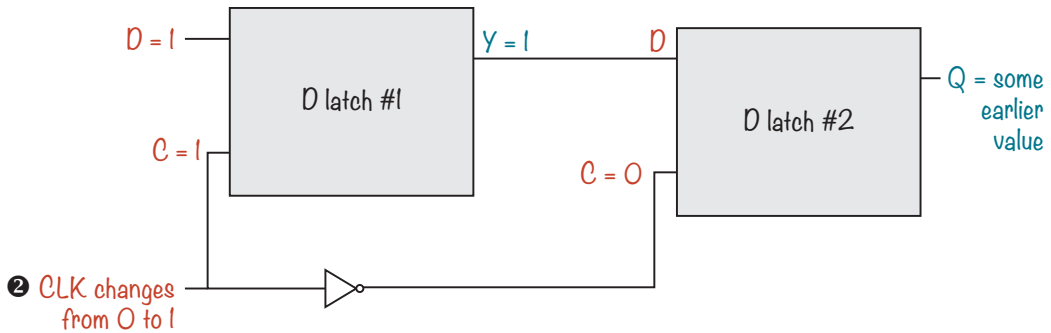 D = 1
Y = 1
D
D latch #1
D latch #2
Q = some
earlier
value
C = 1
C = 0
❷ CLK changes
from 0 to 1